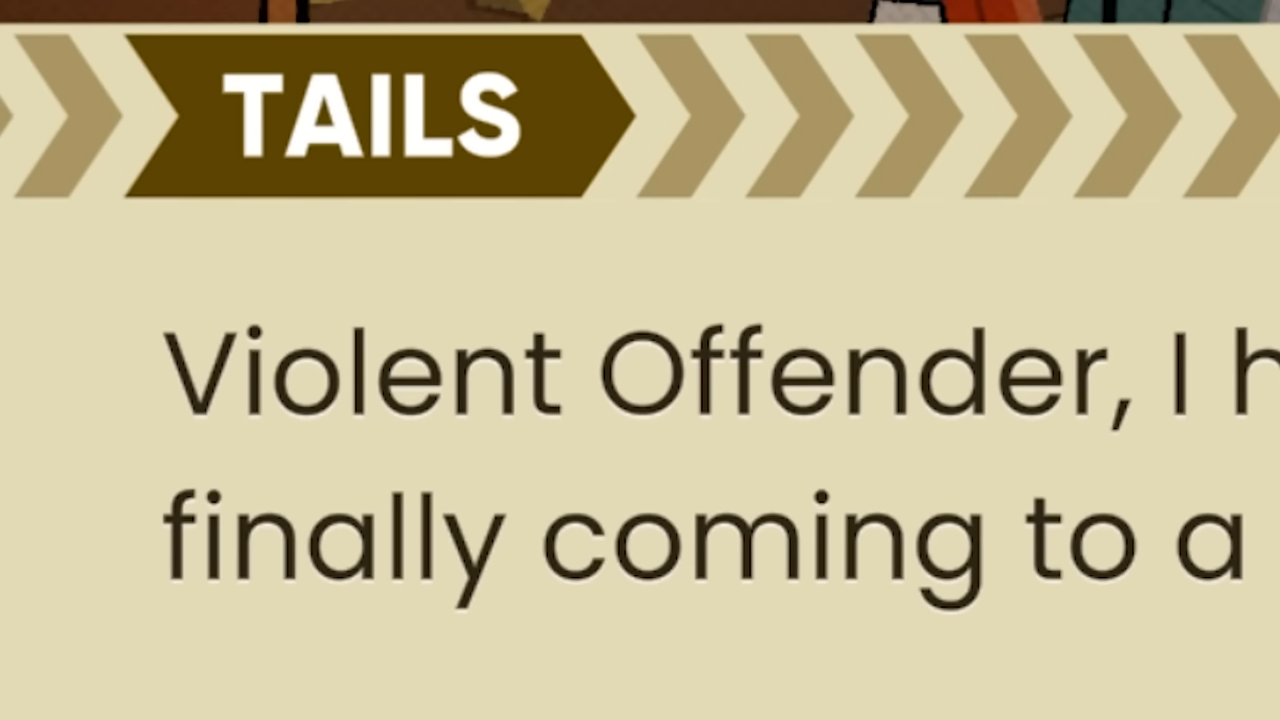 TAILS
Violent Offender, I
finally coming to a